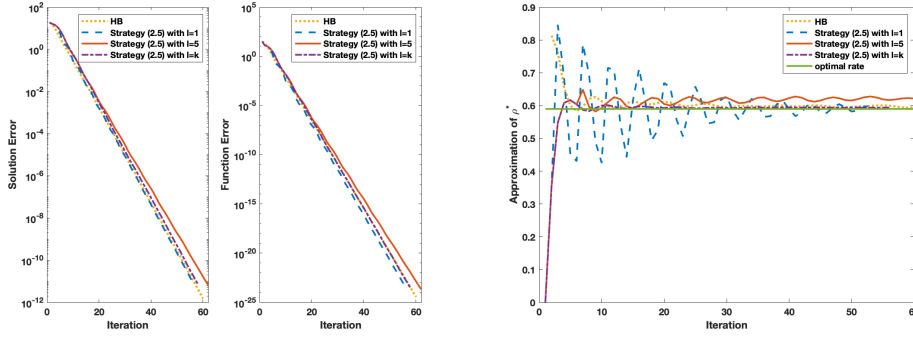 10^2
10^0
10^-2
10^-4
10^-6
10^-8
10^-10
10^-12
Solution Error
HB
Strategy (2.5) with l=1
Strategy (2.5) with l=5
Strategy (2.5) with l=k
0
20
40
60
Iteration
10^5
10^0
10^-5
10^-10
10^-15
10^-20
10^-25
Function Error
HB
Strategy (2.5) with l=1
Strategy (2.5) with l=5
Strategy (2.5) with l=k
0
20
40
60
Iteration
0.9
0.8
0.7
0.6
0.5
0.4
0.3
0.2
0.1
0
Approximation of ρ*
HB
Strategy (2.5) with l=1
Strategy (2.5) with l=5
Strategy (2.5) with l=k
optimal rate
0
10
20
30
40
50
60
Iteration